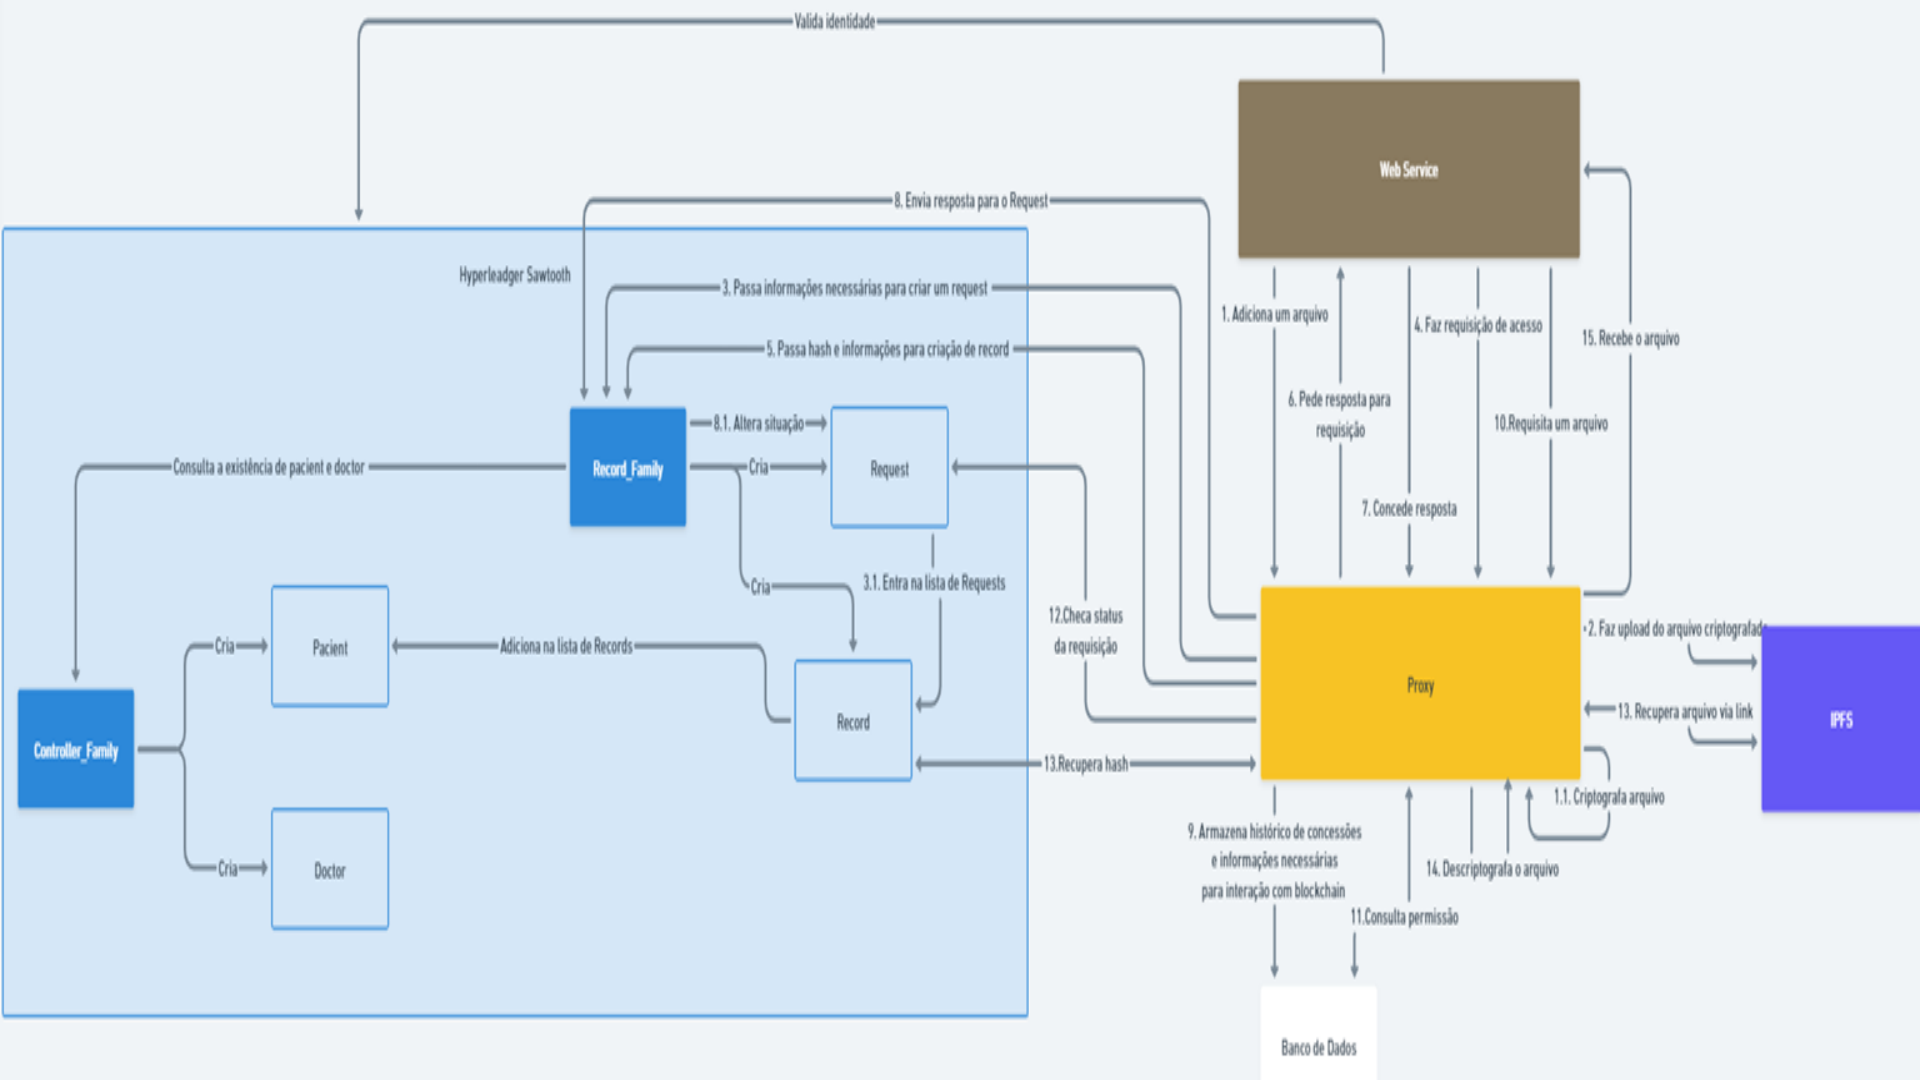 Valida identidade
Web Service
8. Envia resposta para o Request
Hyperleadger Sawtooth
3. Passa informações necessárias para criar um request
1. Adiciona um arquivo
4. Faz requisição de acesso
15. Recebe o arquivo
5. Passa hash e informações para criação de record
6. Pede resposta para
requisição
8.1. Altera situação
10.Requisita um arquivo
Consulta a existência de pacient e doctor
Record_Family
Cria
Request
7. Concede resposta
Cria
3.1. Entra na lista de Requests
12.Checa status
da requisição
2. Faz upload do arquivo criptografado
Cria
Pacient
Adiciona na lista de Records
Proxy
Record
13. Recupera arquivo via link
IPFS
Controller_Family
13.Recupera hash
1.1. Criptografa arquivo
9. Armazena histórico de concessões
e informações necessárias
para interação com blockchain
Cria
Doctor
14. Descriptografa o arquivo
11.Consulta permissão
Banco de Dados